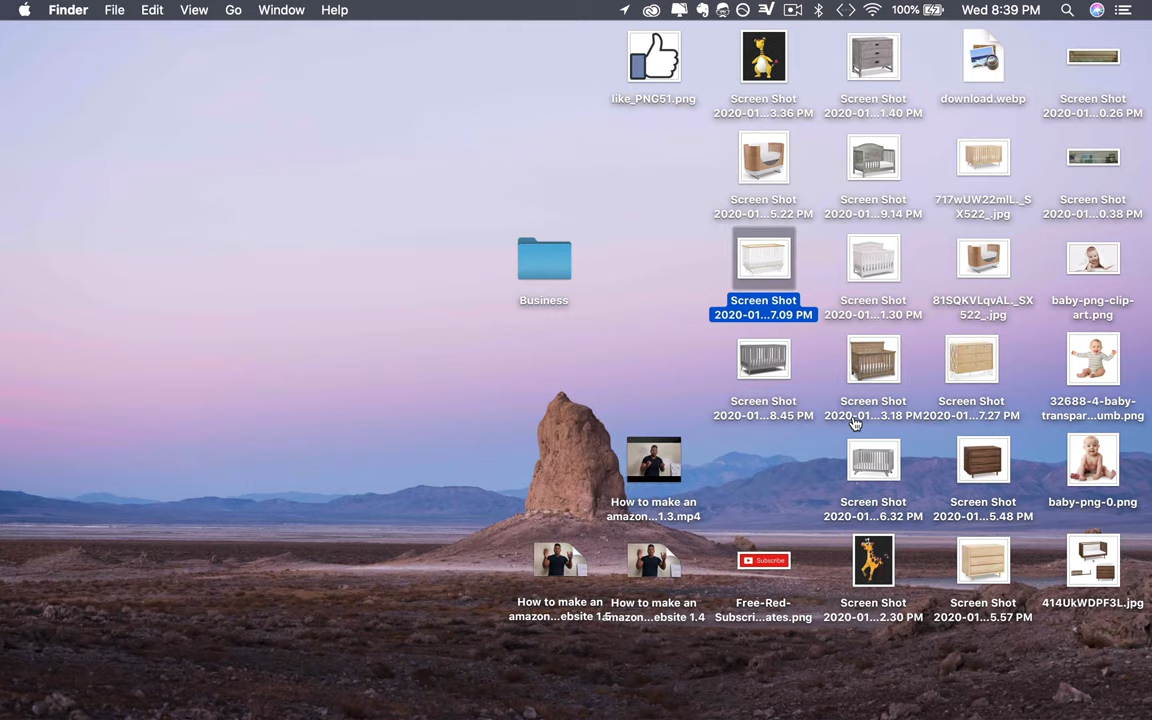 Finder File Edit View Go Window Help 100% Wed 8:39 PM
like_PNG51.png
Screen Shot
2020-01...3.36 PM
Screen Shot
2020-01...1.40 PM
download.webp
Screen Shot
2020-01...0.26 PM
Screen Shot
2020-01...5.22 PM
Screen Shot
2020-01...9.14 PM
717wUW22mlL._S
X522_.jpg
Screen Shot
2020-01...0.38 PM
Business
Screen Shot
2020-01...7.09 PM
Screen Shot
2020-01...1.30 PM
81SQKVLqvAL._SX
522_.jpg
baby-png-clip-
art.png
Screen Shot
2020-01...8.45 PM
Screen Shot
2020-01...3.18 PM
Screen Shot
2020-01...7.27 PM
32688-4-baby-
transpar...umb.png
How to make an
amazon...1.3.mp4
Screen Shot
2020-01...6.32 PM
Screen Shot
2020-01...5.48 PM
baby-png-0.png
How to make an
amazon...ebsite 1.5
How to make an
amazon...ebsite 1.4
Subscribe
Free-Red-
Subscri...ates.png
Screen Shot
2020-01...2.30 PM
Screen Shot
2020-01...5.57 PM
414UkWDPF3L.jpg